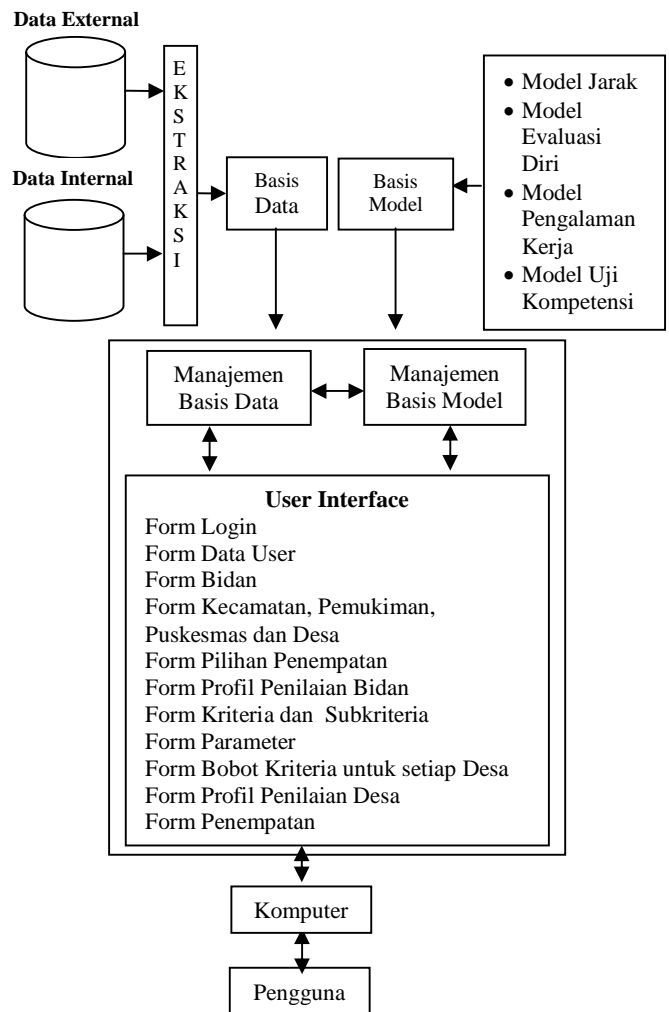 Data External
Data Internal
E
K
S
T
R
A
K
S
I
Basis
Data
Basis
Model
• Model Jarak
• Model
Evaluasi
Diri
• Model
Pengalaman
Kerja
• Model Uji
Kompetensi
Manajemen
Basis Data
Manajemen
Basis Model
User Interface
Form Login
Form Data User
Form Bidan
Form Kecamatan, Pemukiman,
Puskesmas dan Desa
Form Pilihan Penempatan
Form Profil Penilaian Bidan
Form Kriteria dan Subkriteria
Form Parameter
Form Bobot Kriteria untuk setiap Desa
Form Profil Penilaian Desa
Form Penempatan
Komputer
Pengguna